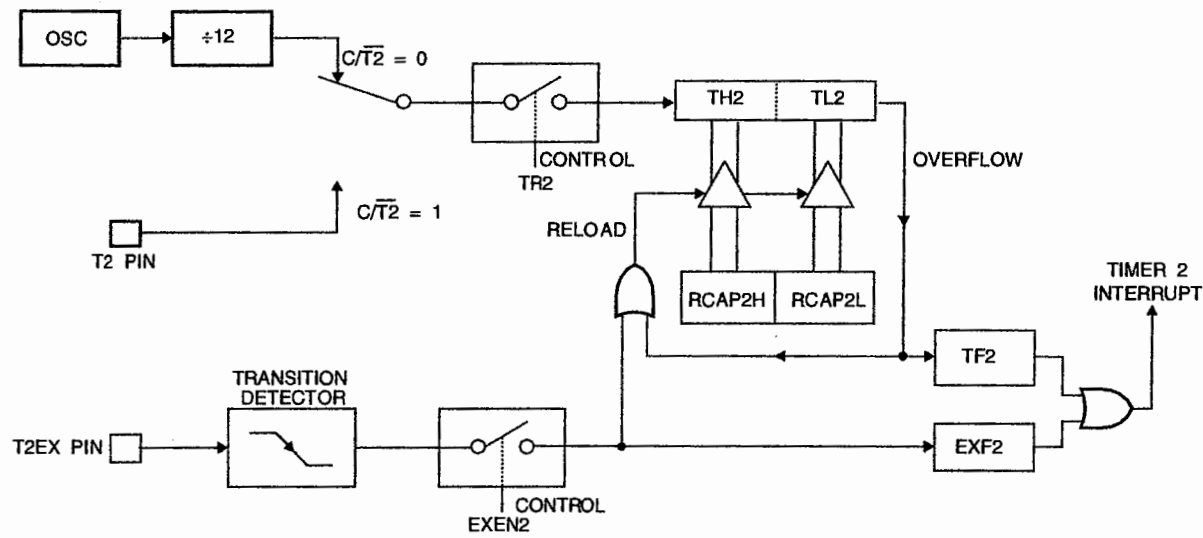 OSC
÷12
C/T2̅ = 0
TH2
TL2
CONTROL
TR2
OVERFLOW
C/T2̅ = 1
T2 PIN
RELOAD
RCAP2H
RCAP2L
TIMER 2
INTERRUPT
TF2
TRANSITION
DETECTOR
T2EX PIN
EXF2
CONTROL
EXEN2